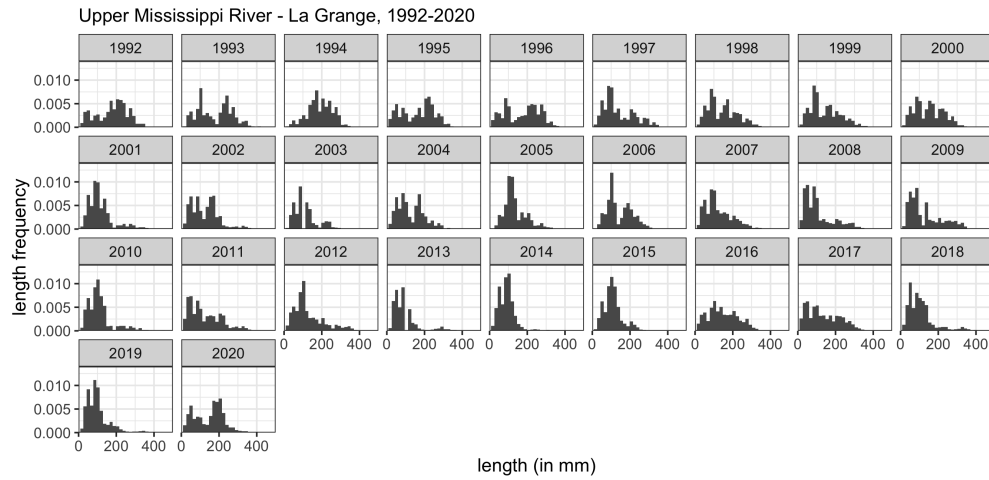 Upper Mississippi River - La Grange, 1992-2020
1992 1993 1994 1995 1996 1997 1998 1999 2000
0.010
0.005
0.000
2001 2002 2003 2004 2005 2006 2007 2008 2009
0.010
0.005
0.000
2010 2011 2012 2013 2014 2015 2016 2017 2018
0.010
0.005
0.000
0 200 400 0 200 400 0 200 400 0 200 400 0 200 400 0 200 400 0 200 400
2019 2020
0.010
0.005
0.000
0 200 400 0 200 400
length frequency
length (in mm)